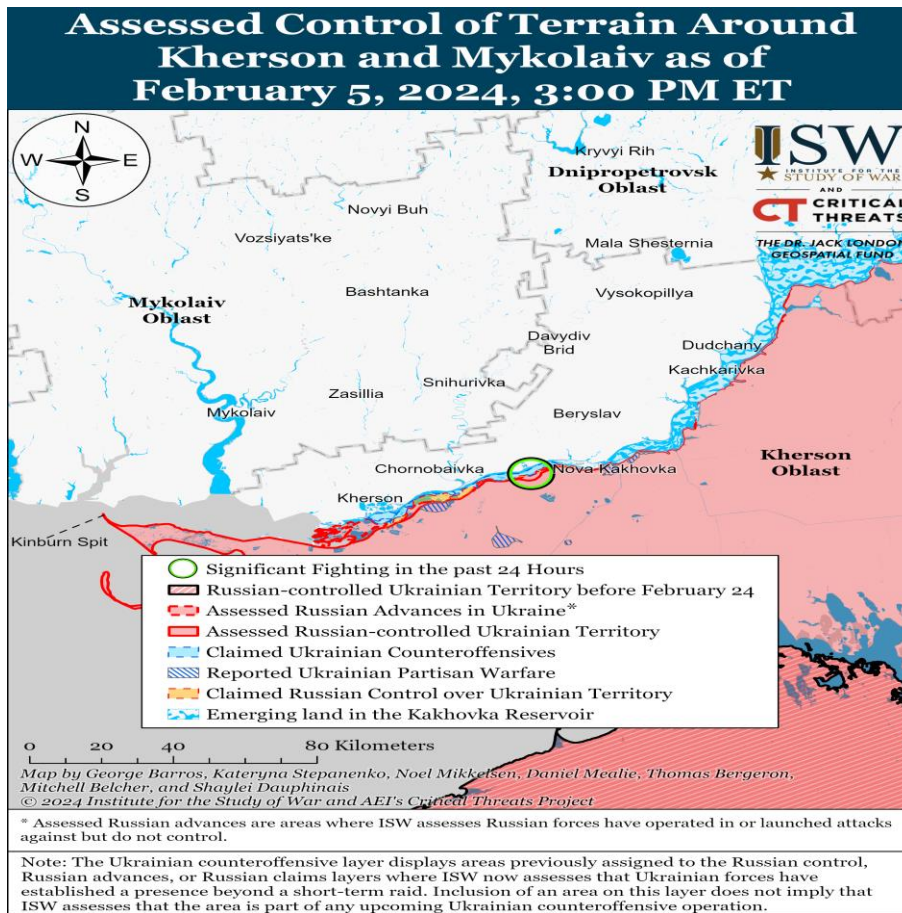 Assessed Control of Terrain Around
Kherson and Mykolaiv as of
February 5, 2024, 3:00 PM ET
N
W E
S
ISW
INSTITUTE FOR THE
STUDY OF WAR
AND
CT CRITICAL
THREATS
THE DR. JACK LONDON
GEOSPATIAL FUND
Kryvyi Rih
Dnipropetrovsk
Oblast
Novyi Buh
Vozsiyats'ke
Mala Shesternia
Bashtanka
Vysokopillya
Mykolaiv
Oblast
Davydiv
Brid
Dudchany
Kachkarivka
Snihurivka
Zasillia
Mykolaiv
Beryslav
Kherson
Oblast
Chornobaivka
Nova Kakhovka
Kherson
Kinburn Spit
Significant Fighting in the past 24 Hours
Russian-controlled Ukrainian Territory before February 24
Assessed Russian Advances in Ukraine*
Assessed Russian-controlled Ukrainian Territory
Claimed Ukrainian Counteroffensives
Reported Ukrainian Partisan Warfare
Claimed Russian Control over Ukrainian Territory
Emerging land in the Kakhovka Reservoir
0 20 40 80 Kilometers
Map by George Barros, Kateryna Stepanenko, Noel Mikkelsen, Daniel Mealie, Thomas Bergeron,
Mitchell Belcher, and Shaylei Dauphinais
© 2024 Institute for the Study of War and AEI's Critical Threats Project
* Assessed Russian advances are areas where ISW assesses Russian forces have operated in or launched attacks
against but do not control.
Note: The Ukrainian counteroffensive layer displays areas previously assigned to the Russian control,
Russian advances, or Russian claims layers where ISW now assesses that Ukrainian forces have
established a presence beyond a short-term raid. Inclusion of an area on this layer does not imply that
ISW assesses that the area is part of any upcoming Ukrainian counteroffensive operation.